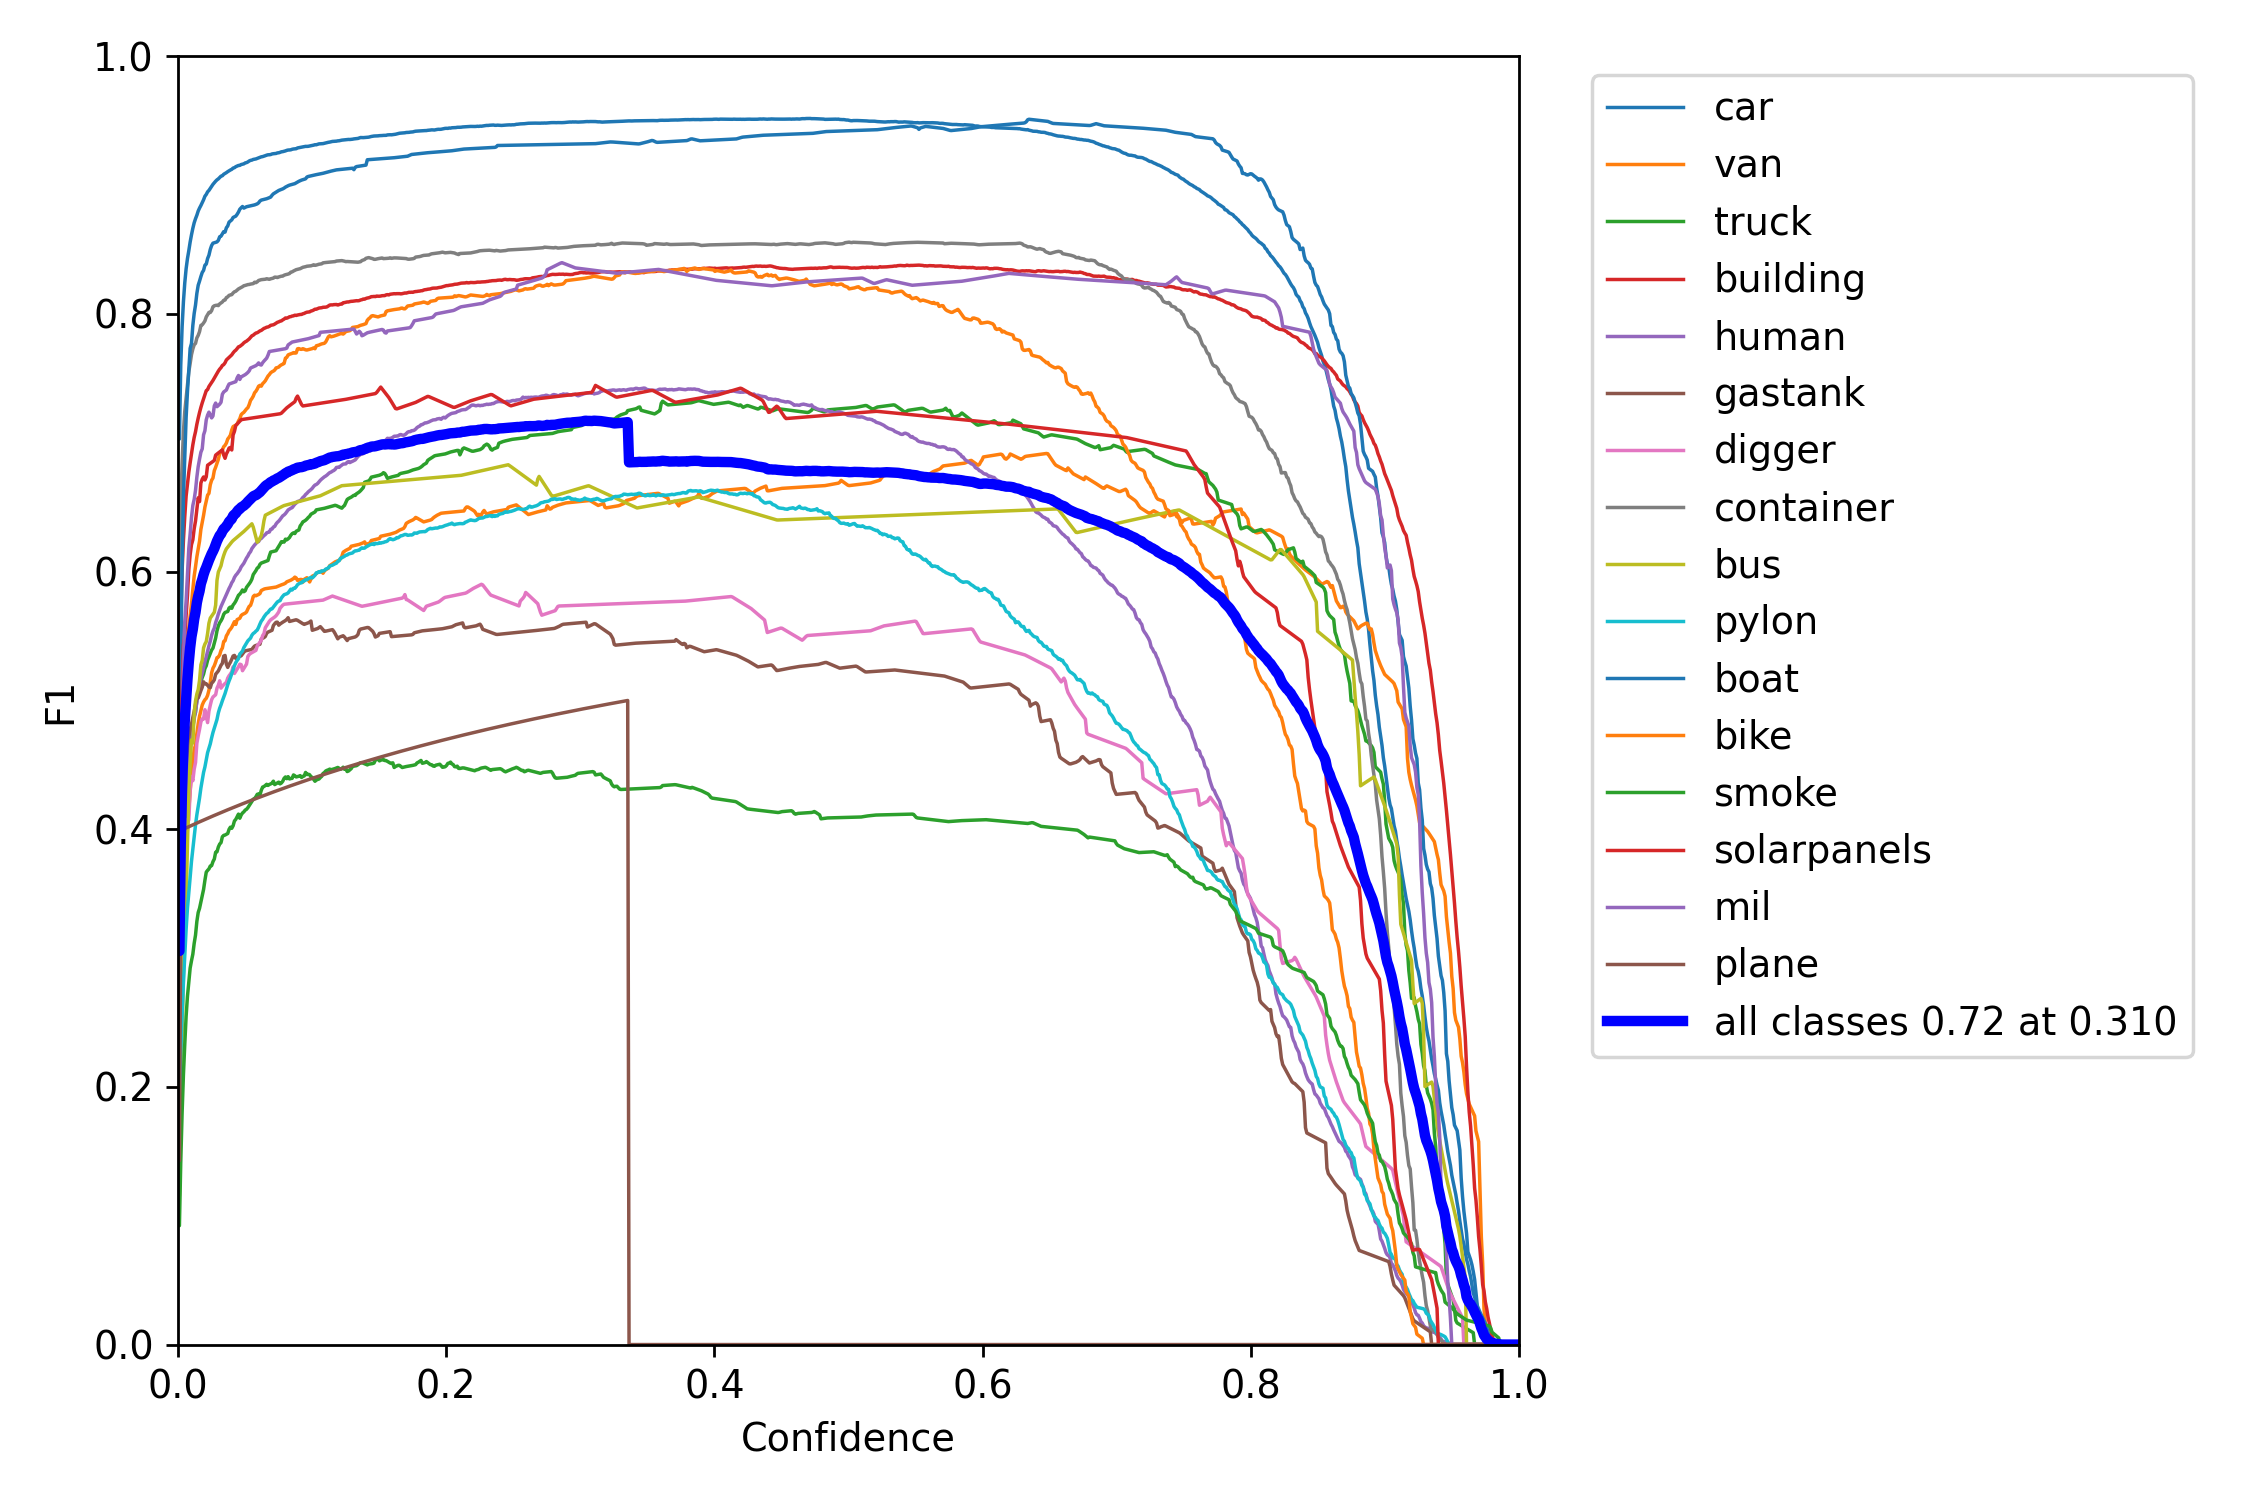 1.0
0.8
0.6
0.4
0.2
0.0
F1
0.0 0.2 0.4 0.6 0.8 1.0
Confidence
car
van
truck
building
human
gastank
digger
container
bus
pylon
boat
bike
smoke
solarpanels
mil
plane
all classes 0.72 at 0.310